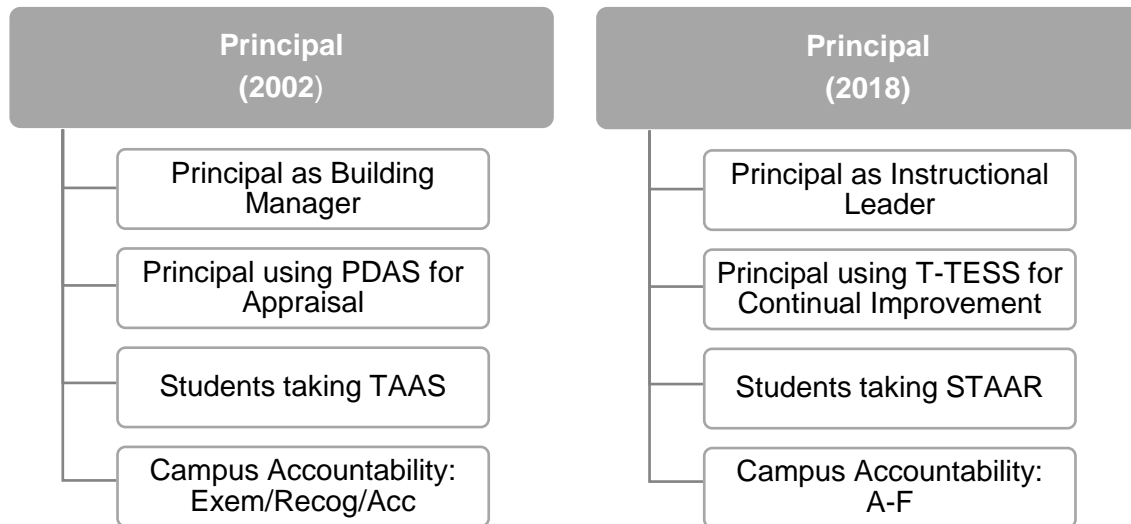 Principal
(2002)
Principal as Building
Manager
Principal using PDAS for
Appraisal
Students taking TAAS
Campus Accountability:
Exem/Recog/Acc
Principal
(2018)
Principal as Instructional
Leader
Principal using T-TESS for
Continual Improvement
Students taking STAAR
Campus Accountability:
A-F